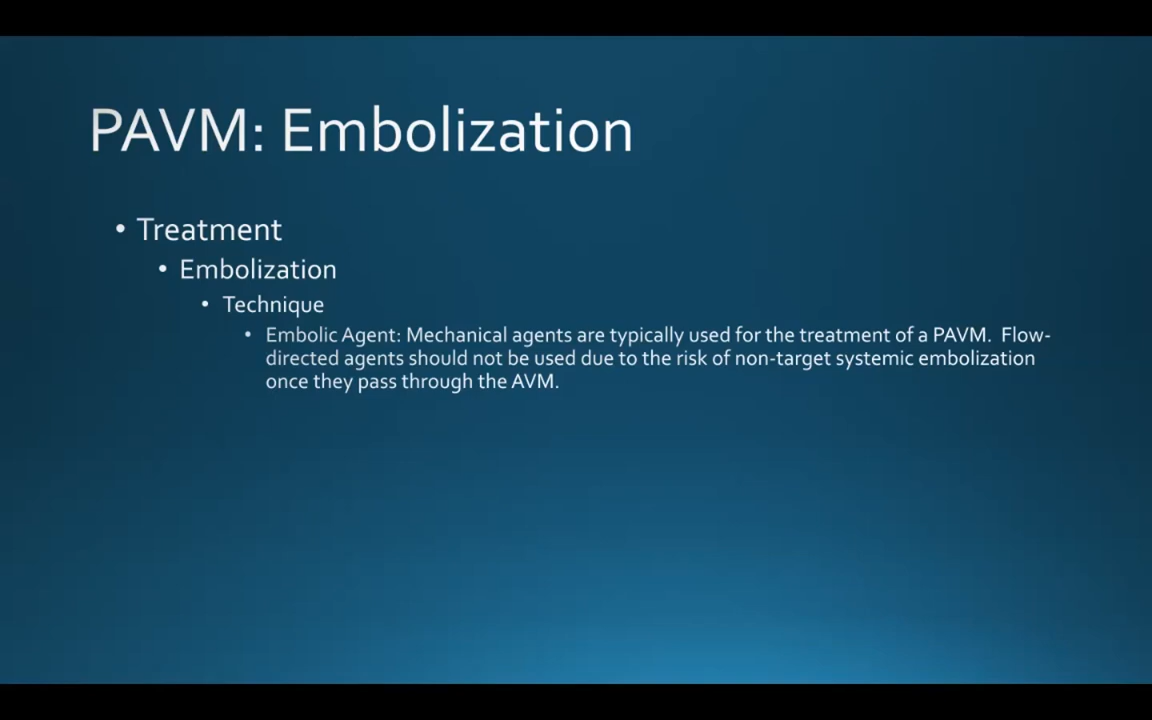 PAVM: Embolization
• Treatment
• Embolization
• Technique
• Embolic Agent: Mechanical agents are typically used for the treatment of a PAVM.  Flow-
directed agents should not be used due to the risk of non-target systemic embolization
once they pass through the AVM.